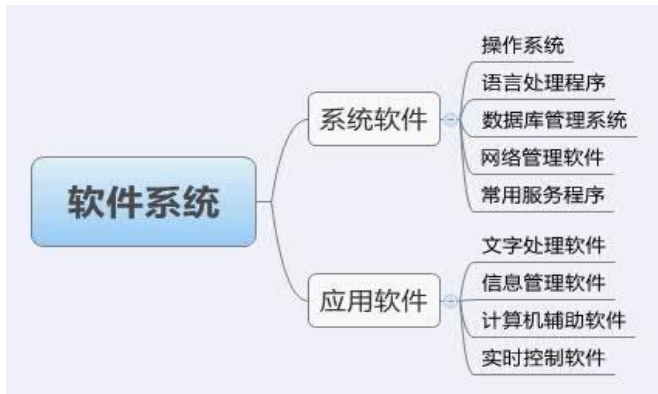 软件系统
系统软件
操作系统
语言处理程序
数据库管理系统
网络管理软件
常用服务程序
应用软件
文字处理软件
信息管理软件
计算机辅助软件
实时控制软件